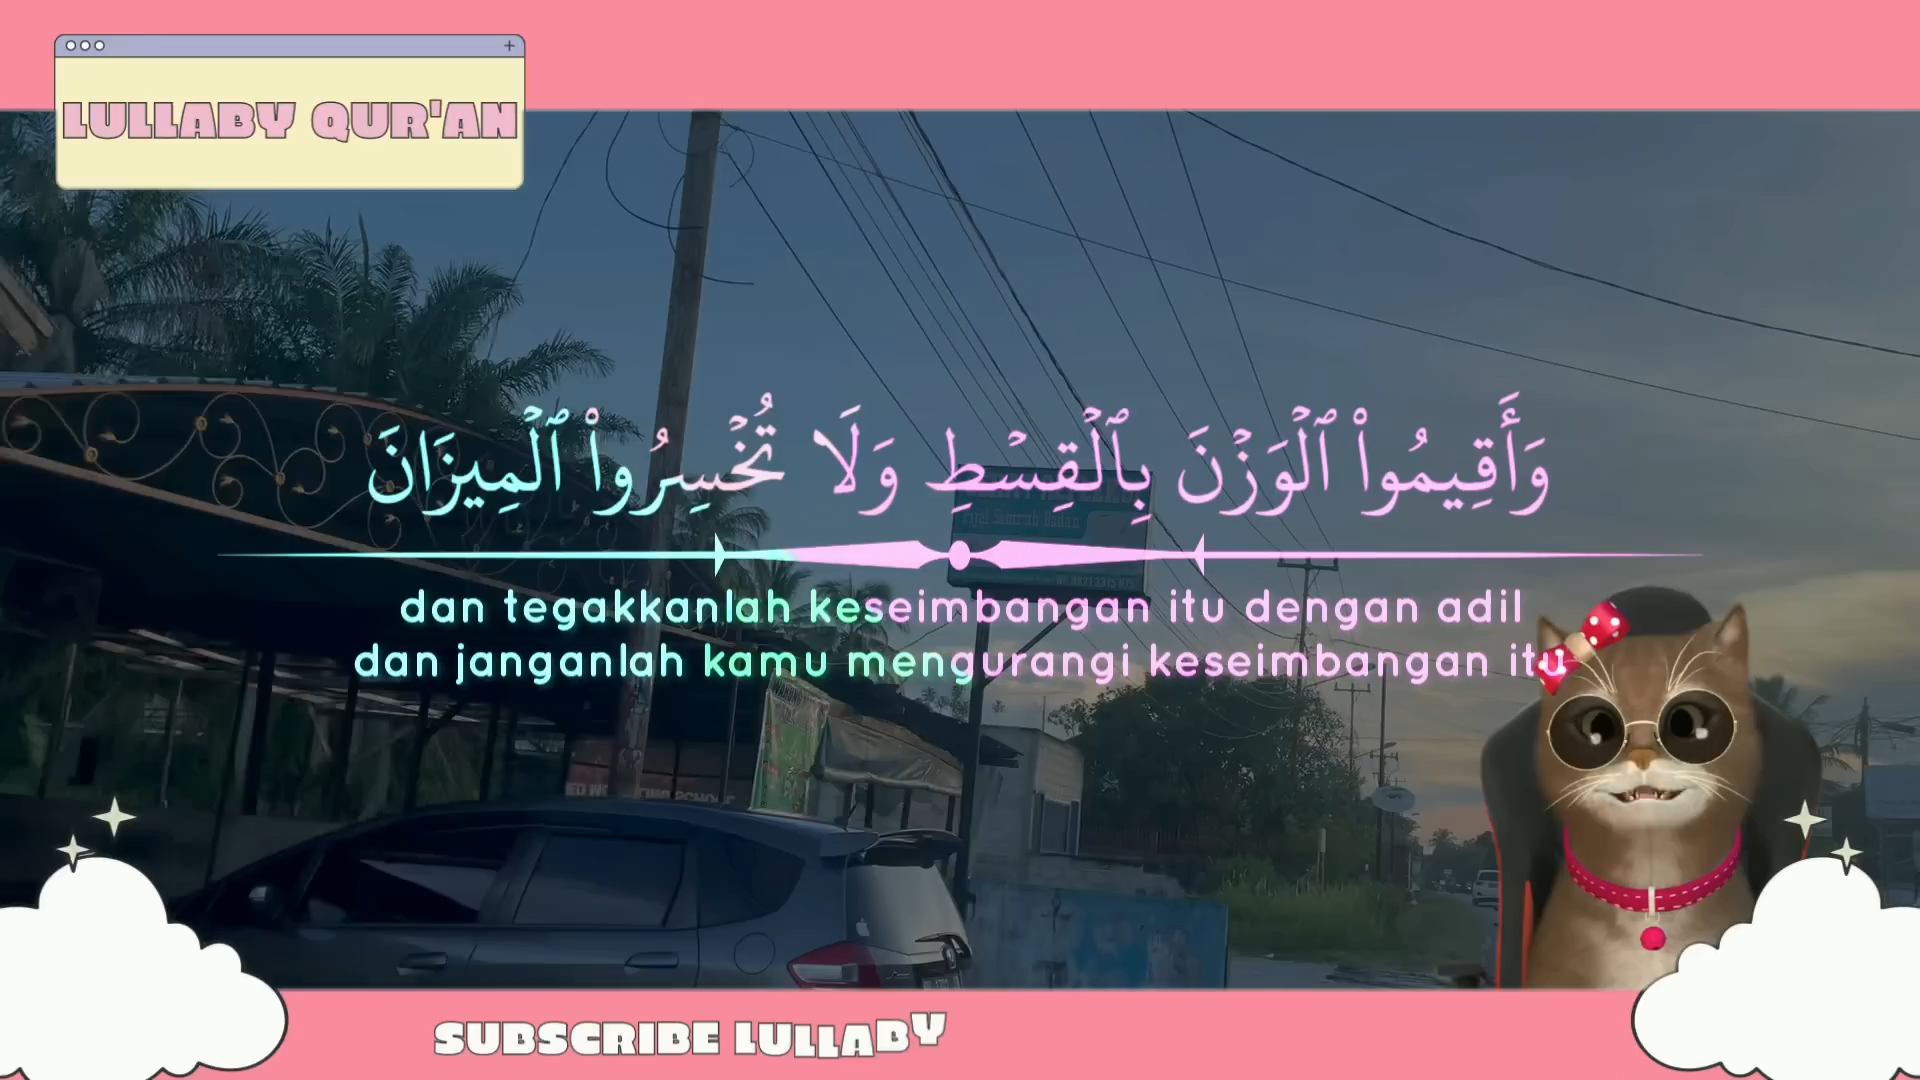 LULLABY QUR'AN
وَأَقِيمُوا۟ ٱلْوَزْنَ بِٱلْقِسْطِ وَلَا تُخْسِرُوا۟ ٱلْمِيزَانَ
dan tegakkanlah keseimbangan itu dengan adil
dan janganlah kamu mengurangi keseimbangan itu
SUBSCRIBE LULLABY